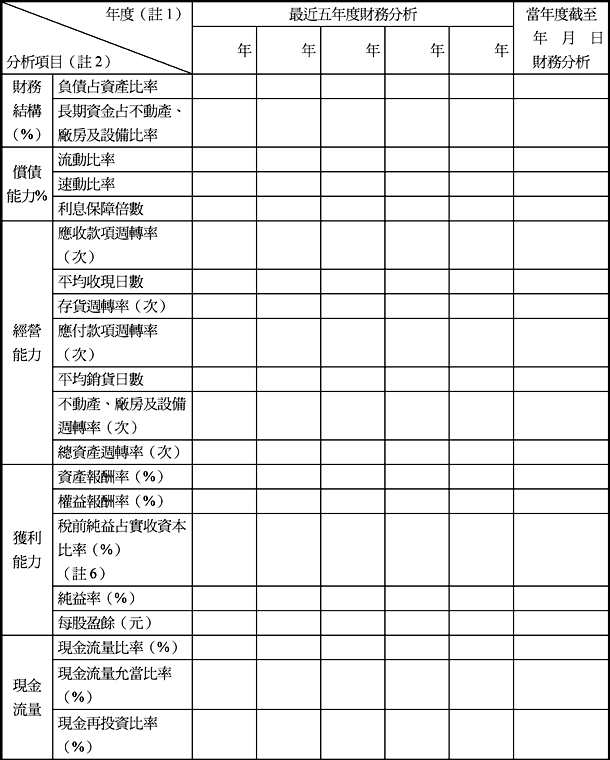 年度（註1）
分析項目（註2）
最近五年度財務分析
年 年 年 年 年
當年度截至
年 月 日
財務分析
財務
結構
（%）
負債占資產比率
長期資金占不動產、
廠房及設備比率
償債
能力%
流動比率
速動比率
利息保障倍數
經營
能力
應收款項週轉率
（次）
平均收現日數
存貨週轉率（次）
應付款項週轉率
（次）
平均銷貨日數
不動產、廠房及設備
週轉率（次）
總資產週轉率（次）
獲利
能力
資產報酬率（%）
權益報酬率（%）
稅前純益占實收資本
比率（%）
（註6）
純益率（%）
每股盈餘（元）
現金
流量
現金流量比率（%）
現金流量允當比率
（%）
現金再投資比率
（%）